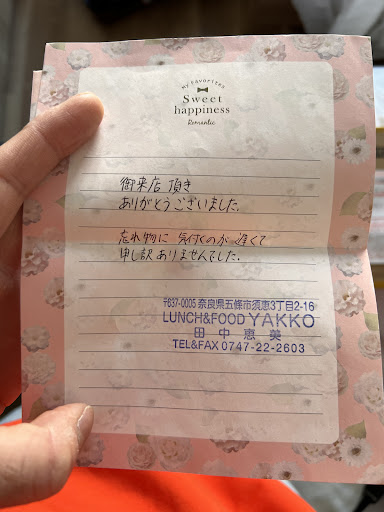 My FAVORITES
Sweet
happiness
Romantic
御来店 頂き
ありがとうございました。
忘れ物に 気付くのが 遅くて
申し訳ありませんでした。
〒637-0005 奈良県五條市須恵3丁目2-16
LUNCH&FOOD YAKKO
田中恵美
TEL&FAX 0747-22-2603